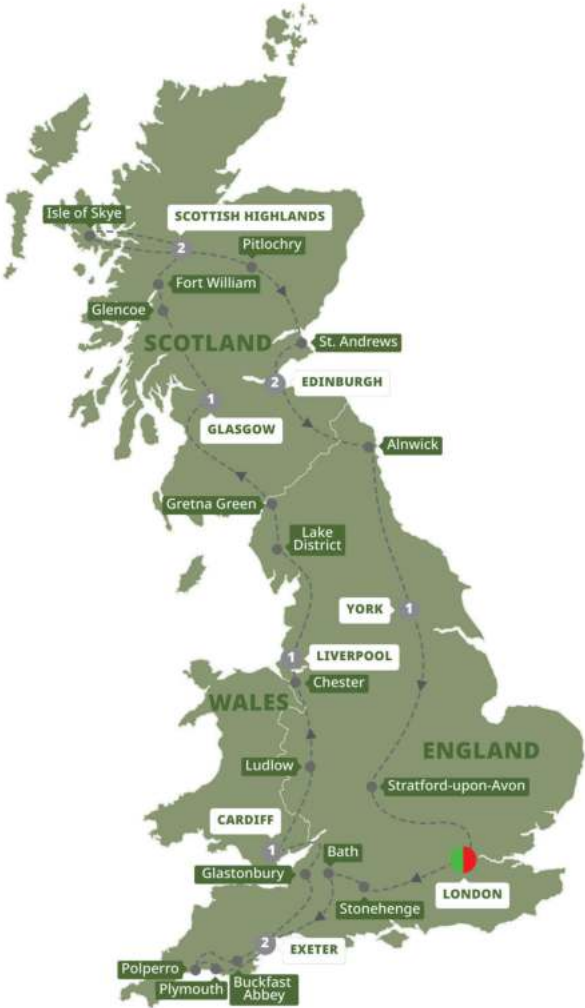 Isle of Skye
SCOTTISH HIGHLANDS
2
Pitlochry
Fort William
Glencoe
SCOTLAND
St. Andrews
2
EDINBURGH
1
GLASGOW
Alnwick
Gretna Green
Lake
District
YORK
1
1
LIVERPOOL
Chester
WALES
ENGLAND
Ludlow
Stratford-upon-Avon
CARDIFF
1
Bath
Glastonbury
LONDON
Stonehenge
2
EXETER
Polperro
Plymouth
Buckfast
Abbey